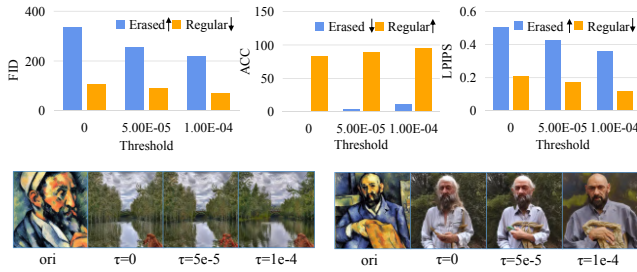 400
200
0
FID
Erased↑ Regular↓
0 5.00E-05 1.00E-04
Threshold
150
100
50
0
ACC
Erased↓ Regular↑
0 5.00E-05 1.00E-04
Threshold
0.6
0.4
0.2
0
LPIPS
Erased↑ Regular↓
0 5.00E-05 1.00E-04
Threshold
ori τ=0 τ=5e-5 τ=1e-4
ori τ=0 τ=5e-5 τ=1e-4